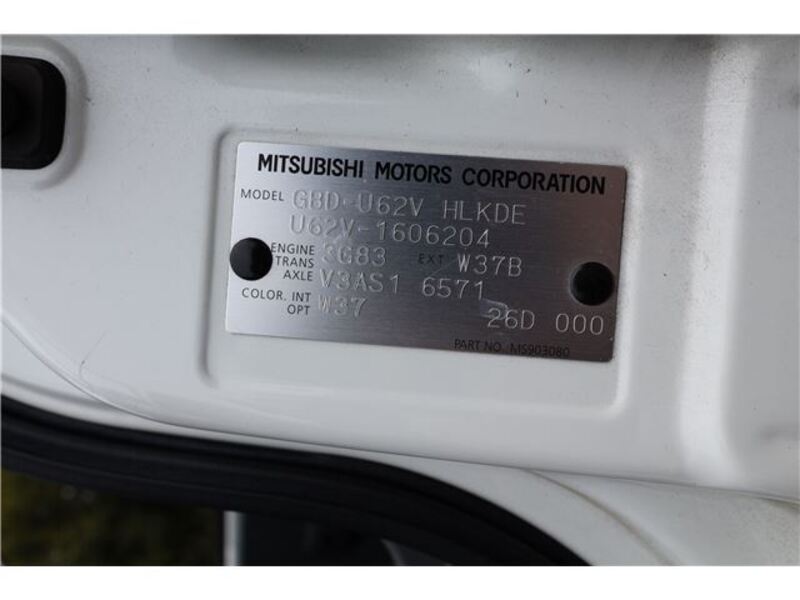 MITSUBISHI MOTORS CORPORATION
MODEL GBD-U62V HLKDE
U62V-1606204
ENGINE 3G83 EXT W37B
TRANS
AXLE V3AS1 6571
COLOR. INT W37
OPT 26D 000
PART NO. MS903080